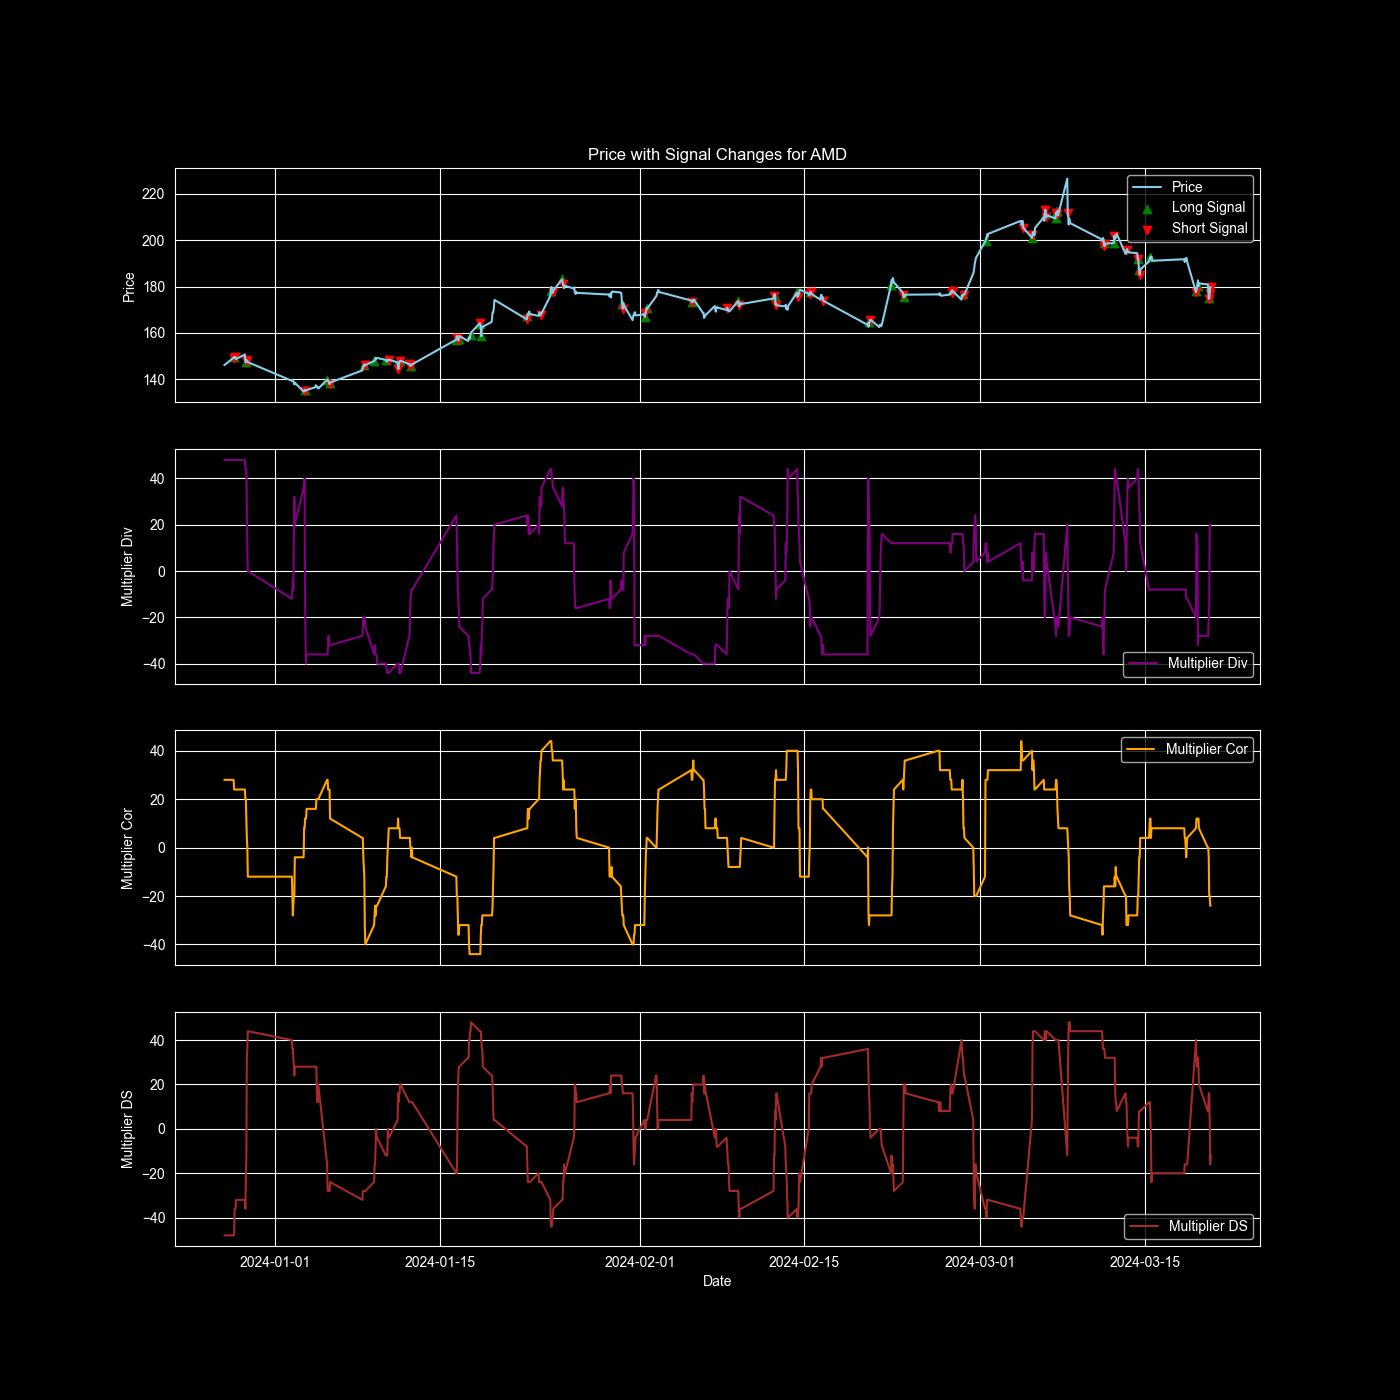 Price with Signal Changes for AMD
Price
220
200
180
160
140
Price
Long Signal
Short Signal
Multiplier Div
40
20
0
−20
−40
Multiplier Div
Multiplier Cor
40
20
0
−20
−40
Multiplier Cor
Multiplier DS
40
20
0
−20
−40
Multiplier DS
2024-01-01 2024-01-15 2024-02-01 2024-02-15 2024-03-01 2024-03-15
Date